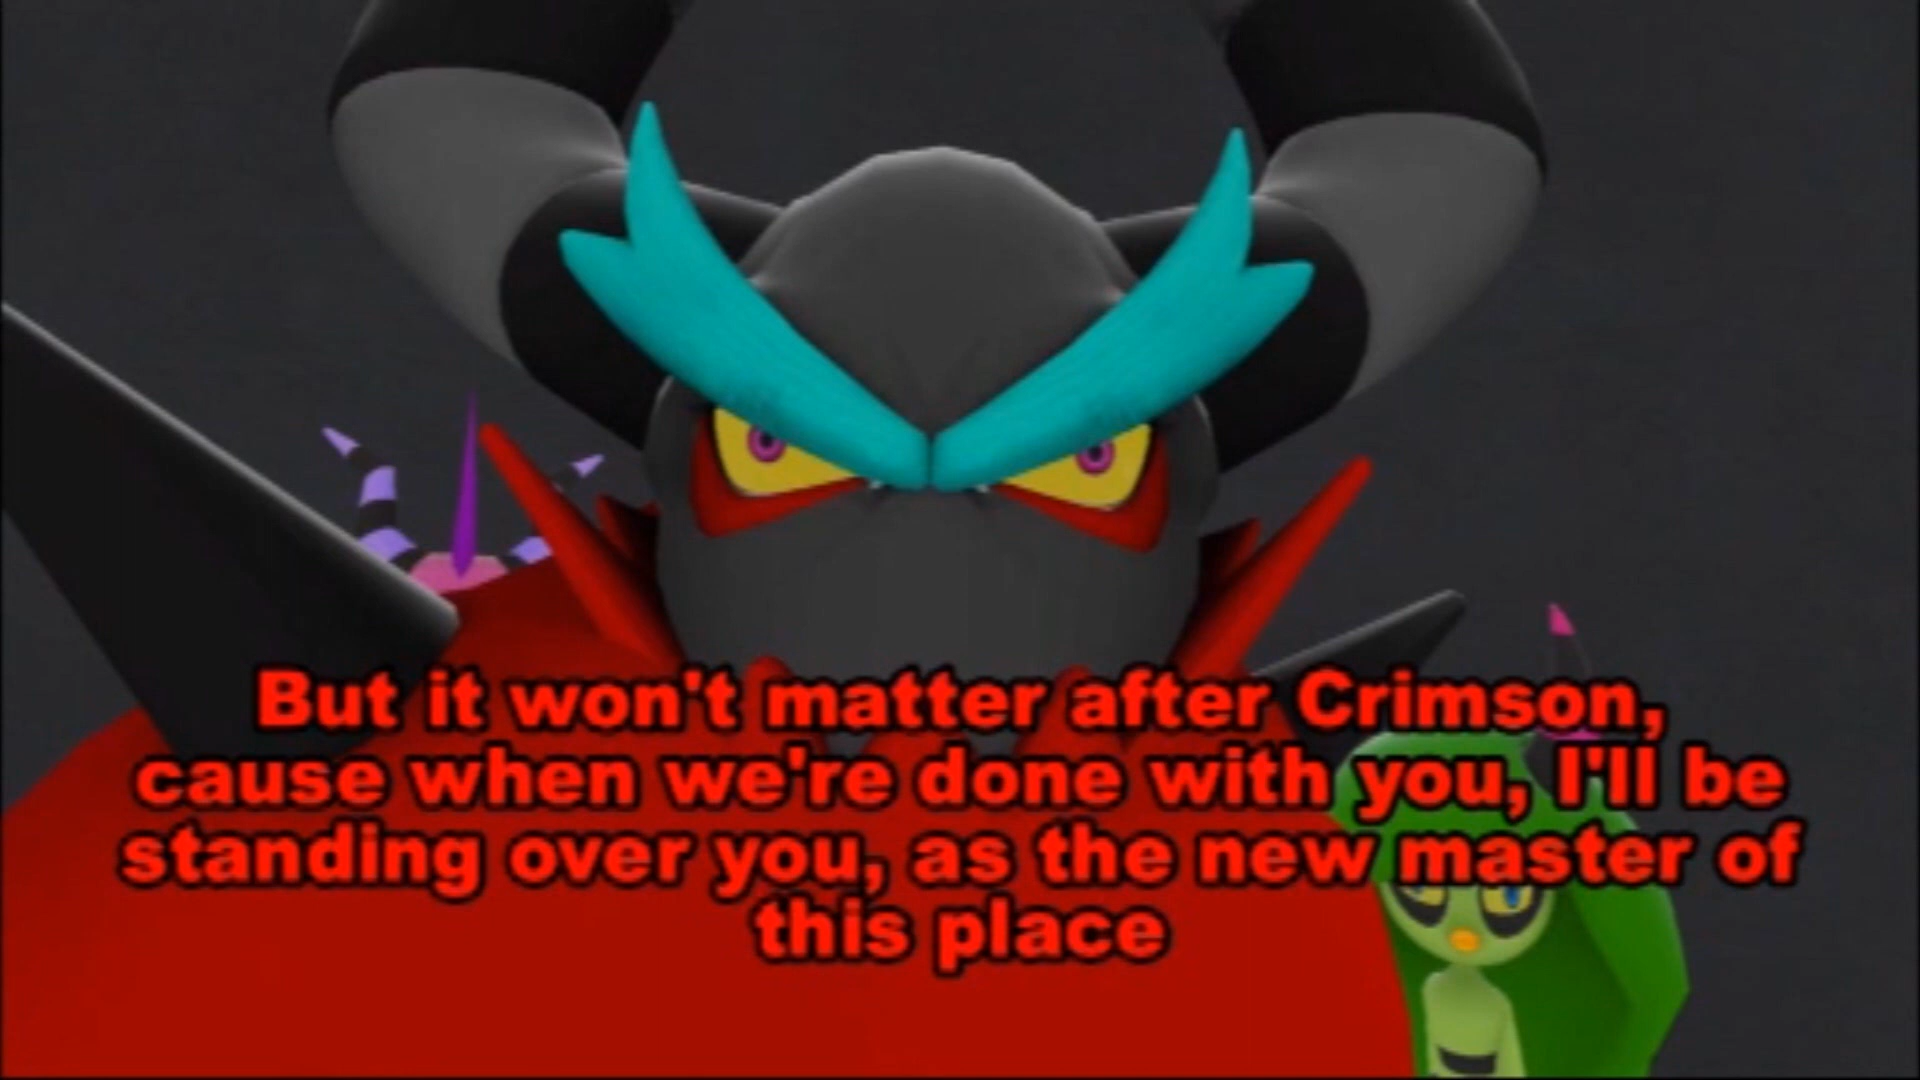 But it won't matter after Crimson,
cause when we're done with you, I'll be
standing over you, as the new master of
this place